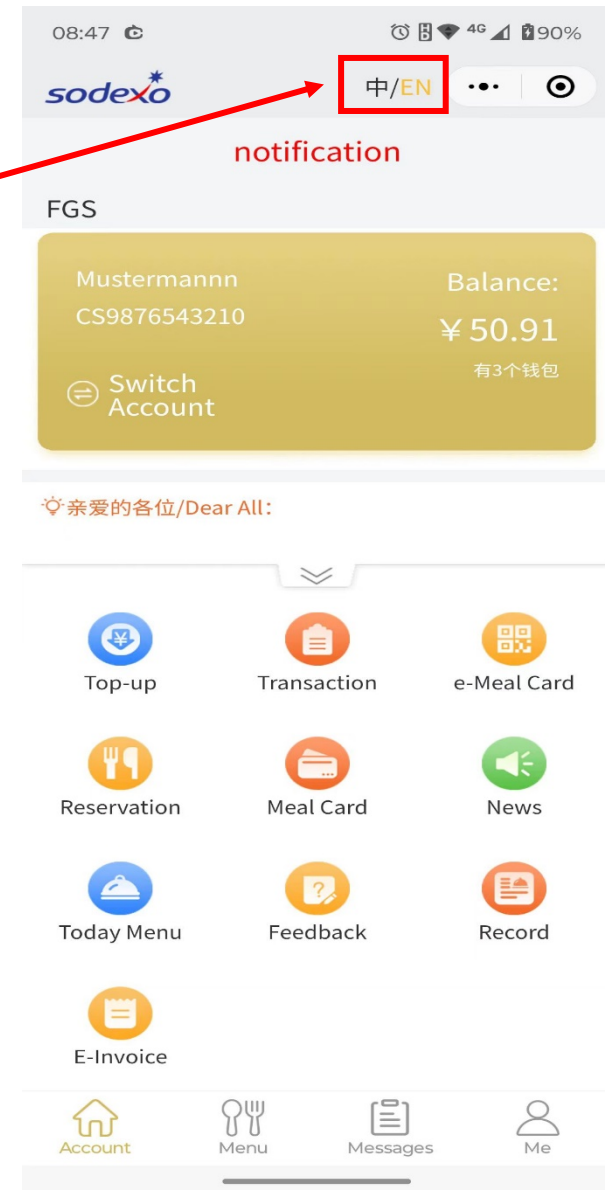 08:47
4G 90%
sodexo
中/EN
notification
FGS
Mustermannn
Balance:
CS9876543210
¥50.91
有3个钱包
Switch
Account
亲爱的各位/Dear All:
Top-up
Transaction
e-Meal Card
Reservation
Meal Card
News
Today Menu
Feedback
Record
E-Invoice
Account
Menu
Messages
Me